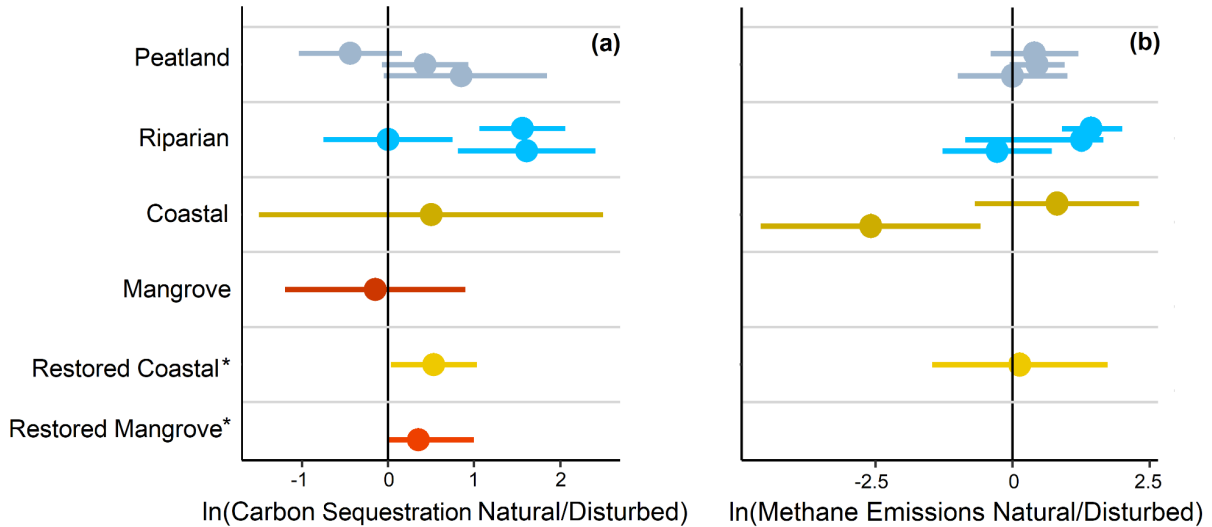 (a)
(b)
Peatland
Riparian
Coastal
Mangrove
Restored Coastal*
Restored Mangrove*
-1 0 1 2
-2.5 0 2.5
ln(Carbon Sequestration Natural/Disturbed)
ln(Methane Emissions Natural/Disturbed)